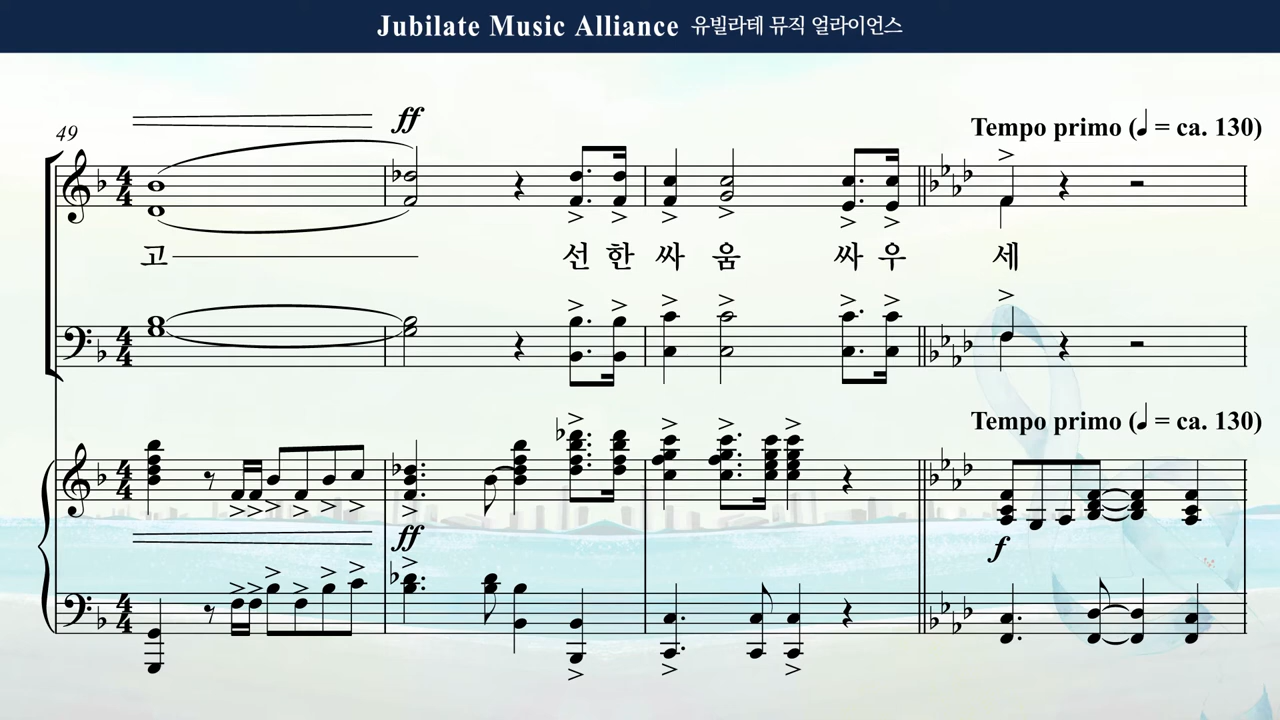 Jubilate Music Alliance 유빌라테 뮤직 얼라이언스
49
ff
Tempo primo (♩ = ca. 130)
고 선 한 싸 움 싸 우 세
Tempo primo (♩ = ca. 130)
ff
f